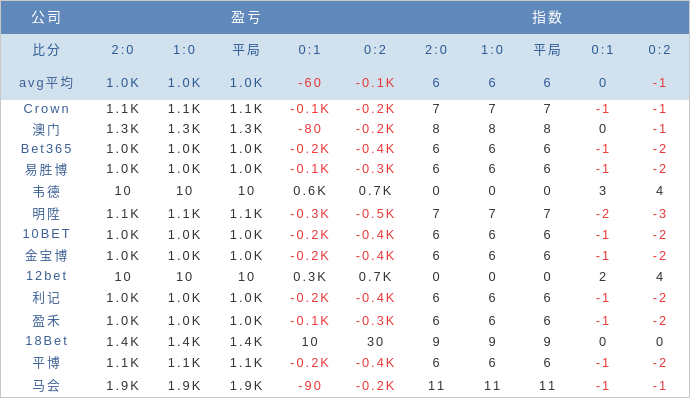 公司 盈亏 指数
比分 2:0 1:0 平局 0:1 0:2 2:0 1:0 平局 0:1 0:2
avg平均 1.0K 1.0K 1.0K -60 -0.1K 6 6 6 0 -1
Crown 1.1K 1.1K 1.1K -0.1K -0.2K 7 7 7 -1 -1
澳门 1.3K 1.3K 1.3K -80 -0.2K 8 8 8 0 -1
Bet365 1.0K 1.0K 1.0K -0.2K -0.4K 6 6 6 -1 -2
易胜博 1.0K 1.0K 1.0K -0.1K -0.3K 6 6 6 -1 -2
韦德 10 10 10 0.6K 0.7K 0 0 0 3 4
明陞 1.1K 1.1K 1.1K -0.3K -0.5K 7 7 7 -2 -3
10BET 1.0K 1.0K 1.0K -0.2K -0.4K 6 6 6 -1 -2
金宝博 1.0K 1.0K 1.0K -0.2K -0.4K 6 6 6 -1 -2
12bet 10 10 10 0.3K 0.7K 0 0 0 2 4
利记 1.0K 1.0K 1.0K -0.2K -0.4K 6 6 6 -1 -2
盈禾 1.0K 1.0K 1.0K -0.1K -0.3K 6 6 6 -1 -2
18Bet 1.4K 1.4K 1.4K 10 30 9 9 9 0 0
平博 1.1K 1.1K 1.1K -0.2K -0.4K 6 6 6 -1 -2
马会 1.9K 1.9K 1.9K -90 -0.2K 11 11 11 -1 -1